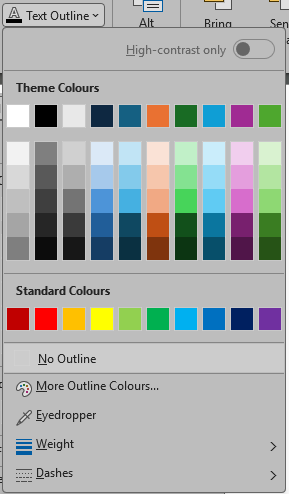 Text Outline
Alt
Bring
High-contrast only
Theme Colours
Standard Colours
No Outline
More Outline Colours...
Eyedropper
Weight
Dashes